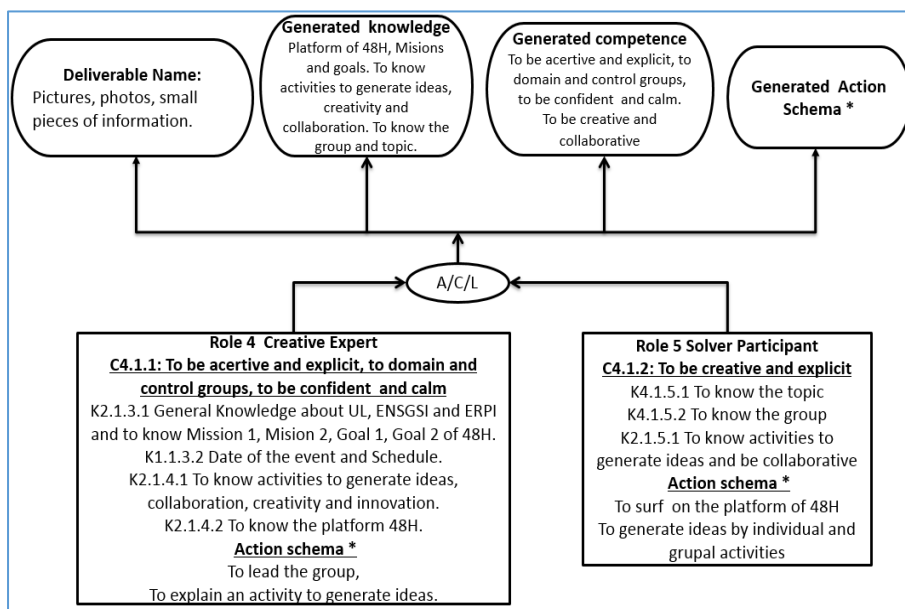 Deliverable Name:
Pictures, photos, small
pieces of information.
Generated knowledge
Platform of 48H, Misions
and goals. To know
activities to generate ideas,
creativity and
collaboration. To know the
group and topic.
Generated competence
To be acertive and explicit, to
domain and control groups,
to be confident and calm.
To be creative and
collaborative
Generated Action
Schema *
A/C/L
Role 4 Creative Expert
C4.1.1: To be acertive and explicit, to domain and
control groups, to be confident and calm
K2.1.3.1 General Knowledge about UL, ENSGSI and ERPI
and to know Mission 1, Mision 2, Goal 1, Goal 2 of 48H.
K1.1.3.2 Date of the event and Schedule.
K2.1.4.1 To know activities to generate ideas,
collaboration, creativity and innovation.
K2.1.4.2 To know the platform 48H.
Action schema *
To lead the group,
To explain an activity to generate ideas.
Role 5 Solver Participant
C4.1.2: To be creative and explicit
K4.1.5.1 To know the topic
K4.1.5.2 To know the group
K2.1.5.1 To know activities to
generate ideas and be collaborative
Action schema *
To surf on the platform of 48H
To generate ideas by individual and
grupal activities